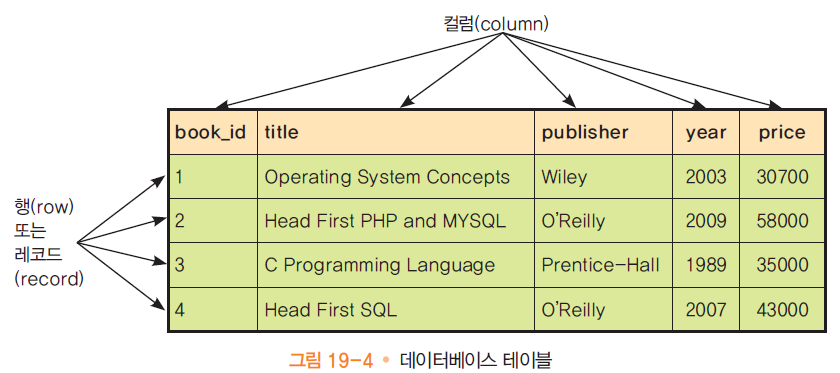 컬럼(column)
book_id title publisher year price
1 Operating System Concepts Wiley 2003 30700
2 Head First PHP and MYSQL O'Reilly 2009 58000
3 C Programming Language Prentice-Hall 1989 35000
4 Head First SQL O'Reilly 2007 43000
행(row)
또는
레코드
(record)
그림 19-4 • 데이터베이스 테이블